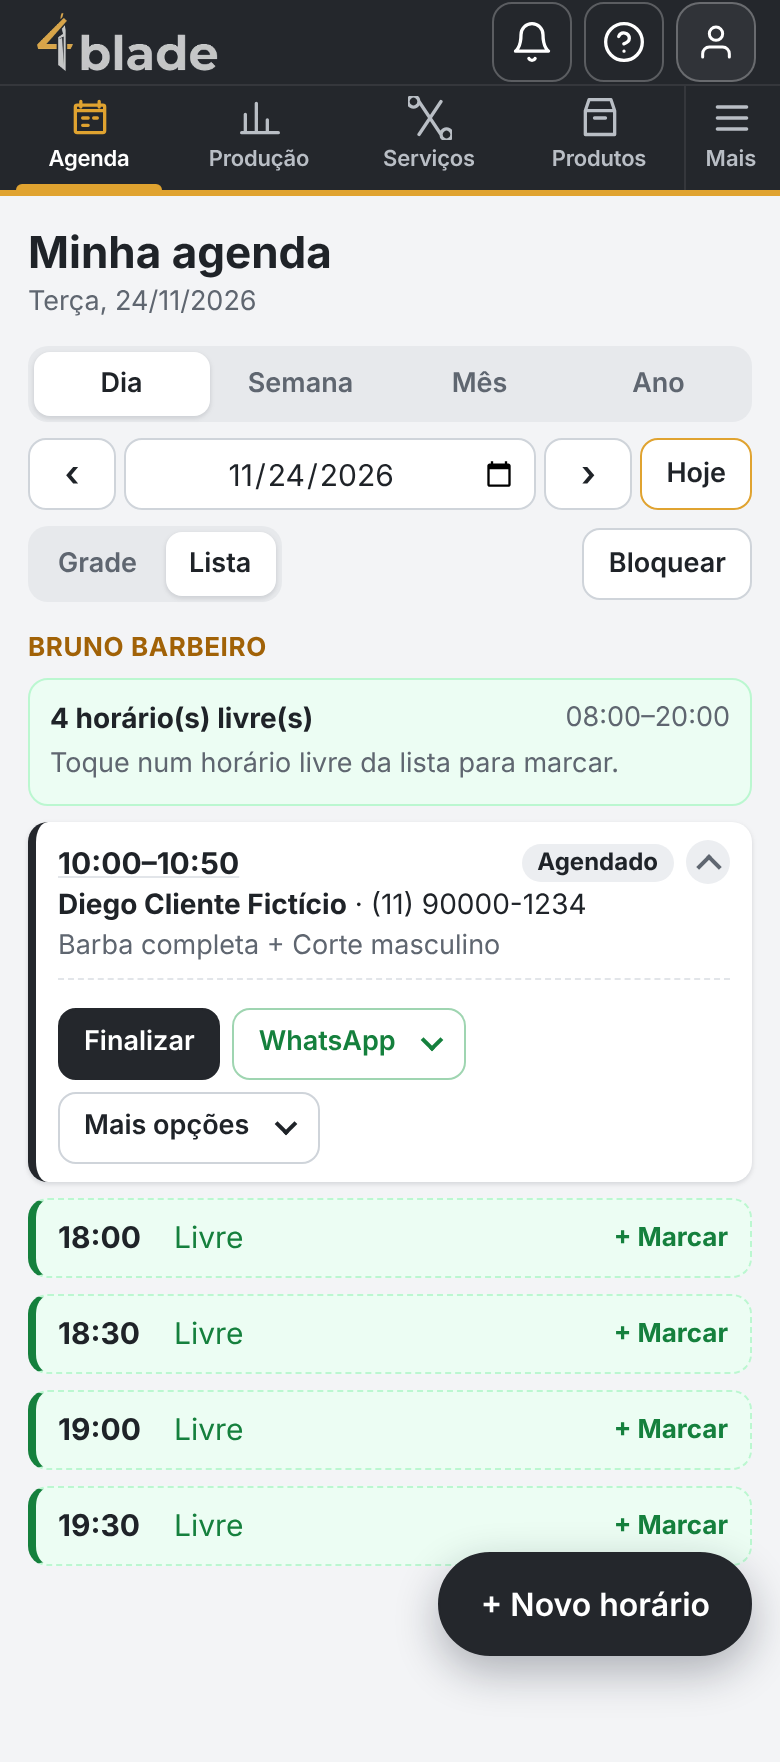 4blade
Agenda
Produção
Serviços
Produtos
Mais
Minha agenda
Terça, 24/11/2026
Dia
Semana
Mês
Ano
11/24/2026
Hoje
Grade
Lista
Bloquear
BRUNO BARBEIRO
4 horário(s) livre(s)
08:00–20:00
Toque num horário livre da lista para marcar.
10:00–10:50
Agendado
Diego Cliente Fictício · (11) 90000-1234
Barba completa + Corte masculino
Finalizar
WhatsApp
Mais opções
18:00 Livre + Marcar
18:30 Livre + Marcar
19:00 Livre + Marcar
19:30 Livre + Marcar
+ Novo horário